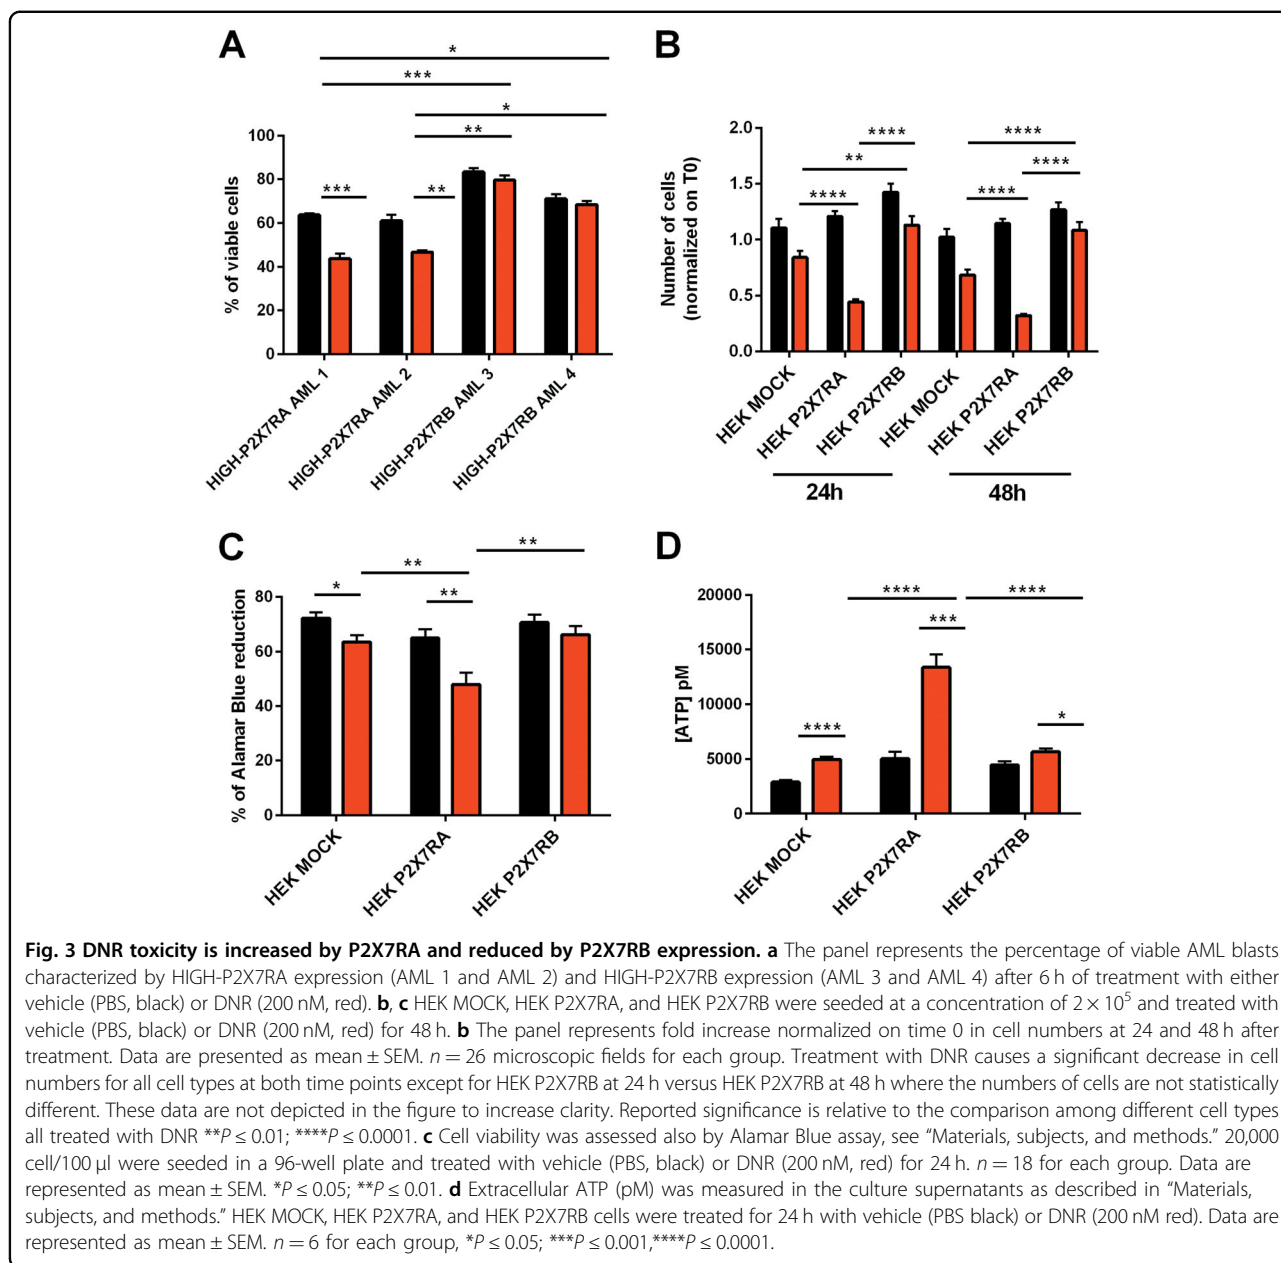 A
*
***
*
**
***
**
% of viable cells
100
80
60
40
20
0
HIGH-P2X7RA AML 1
HIGH-P2X7RA AML 2
HIGH-P2X7RB AML 3
HIGH-P2X7RB AML 4
B
****
**
****
****
****
****
Number of cells
(normalized on T0)
2.0
1.5
1.0
0.5
0.0
HEK MOCK
HEK P2X7RA
HEK P2X7RB
HEK MOCK
HEK P2X7RA
HEK P2X7RB
24h
48h
C
**
**
*
**
% of Alamar Blue reduction
80
60
40
20
0
HEK MOCK
HEK P2X7RA
HEK P2X7RB
D
****
****
***
****
*
[ATP] pM
20000
15000
10000
5000
0
HEK MOCK
HEK P2X7RA
HEK P2X7RB
Fig. 3 DNR toxicity is increased by P2X7RA and reduced by P2X7RB expression. a The panel represents the percentage of viable AML blasts
characterized by HIGH-P2X7RA expression (AML 1 and AML 2) and HIGH-P2X7RB expression (AML 3 and AML 4) after 6 h of treatment with either
vehicle (PBS, black) or DNR (200 nM, red). b, c HEK MOCK, HEK P2X7RA, and HEK P2X7RB were seeded at a concentration of 2 × 10⁵ and treated with
vehicle (PBS, black) or DNR (200 nM, red) for 48 h. b The panel represents fold increase normalized on time 0 in cell numbers at 24 and 48 h after
treatment. Data are presented as mean ± SEM. n = 26 microscopic fields for each group. Treatment with DNR causes a significant decrease in cell
numbers for all cell types at both time points except for HEK P2X7RB at 24 h versus HEK P2X7RB at 48 h where the numbers of cells are not statistically
different. These data are not depicted in the figure to increase clarity. Reported significance is relative to the comparison among different cell types
all treated with DNR **P ≤ 0.01; ****P ≤ 0.0001. c Cell viability was assessed also by Alamar Blue assay, see “Materials, subjects, and methods.” 20,000
cell/100 µl were seeded in a 96-well plate and treated with vehicle (PBS, black) or DNR (200 nM, red) for 24 h. n = 18 for each group. Data are
represented as mean ± SEM. *P ≤ 0.05; **P ≤ 0.01. d Extracellular ATP (pM) was measured in the culture supernatants as described in “Materials,
subjects, and methods.” HEK MOCK, HEK P2X7RA, and HEK P2X7RB cells were treated for 24 h with vehicle (PBS black) or DNR (200 nM red). Data are
represented as mean ± SEM. n = 6 for each group, *P ≤ 0.05; ***P ≤ 0.001,****P ≤ 0.0001.